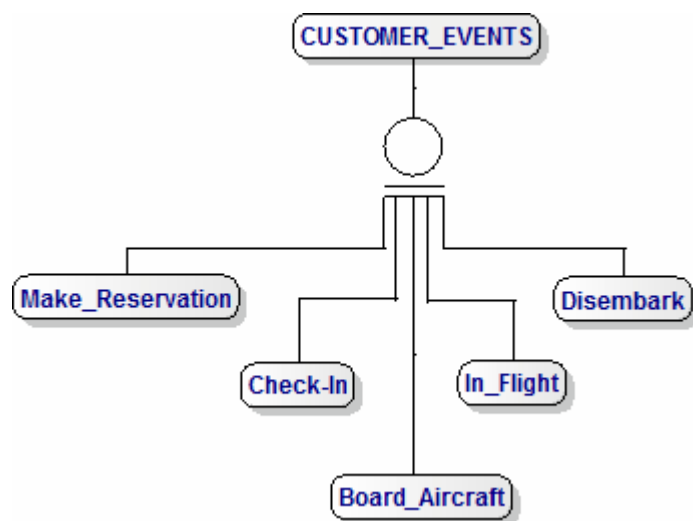 CUSTOMER_EVENTS
Make_Reservation
Disembark
Check-In
In_Flight
Board_Aircraft